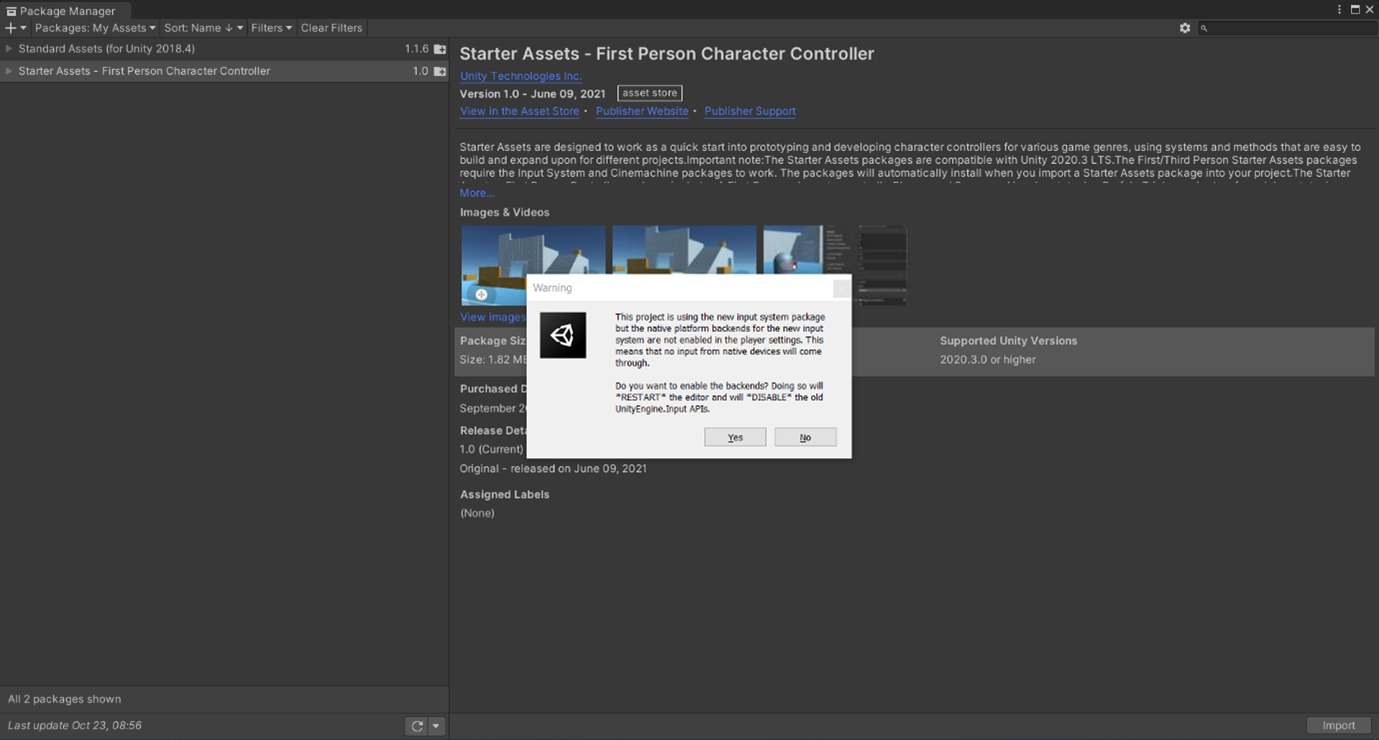 Package Manager
Packages: My Assets Sort: Name ↓ Filters Clear Filters
Standard Assets (for Unity 2018.4) 1.1.6
Starter Assets - First Person Character Controller 1.0
All 2 packages shown
Last update Oct 23, 08:56
Starter Assets - First Person Character Controller
Unity Technologies Inc.
Version 1.0 - June 09, 2021 asset store
View in the Asset Store · Publisher Website · Publisher Support
Starter Assets are designed to work as a quick start into prototyping and developing character controllers for various game genres, using systems and methods that are easy to
build and expand upon for different projects.Important note:The Starter Assets packages are compatible with Unity 2020.3 LTS.The First/Third Person Starter Assets packages
require the Input System and Cinemachine packages to work. The packages will automatically install when you import a Starter Assets package into your project.The Starter
More...
Images & Videos
View images
Package Siz
Size: 1.82 ME
Supported Unity Versions
2020.3.0 or higher
Purchased D
September 20
Release Deta
1.0 (Current)
Original - released on June 09, 2021
Assigned Labels
(None)
Import
Warning
This project is using the new input system package
but the native platform backends for the new input
system are not enabled in the player settings. This
means that no input from native devices will come
through.
Do you want to enable the backends? Doing so will
*RESTART* the editor and will *DISABLE* the old
UnityEngine.Input APIs.
Yes No